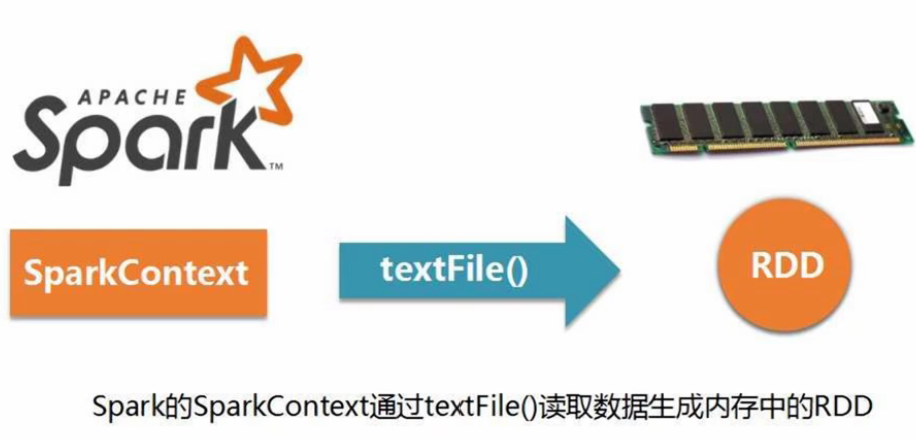 APACHE
Spark™
SparkContext
textFile()
RDD
Spark的SparkContext通过textFile()读取数据生成内存中的RDD